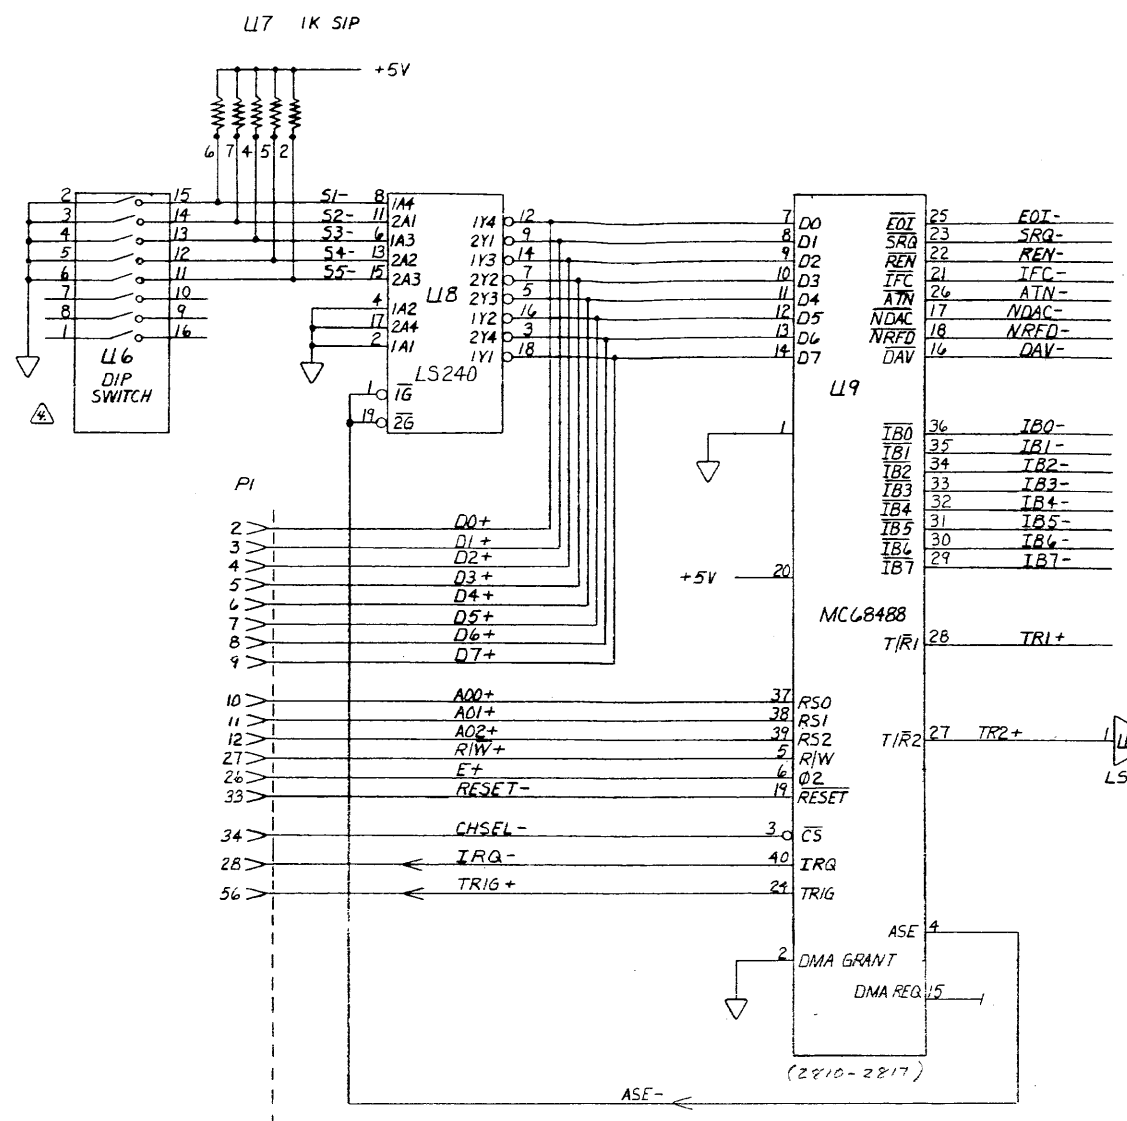 U7 1K SIP
+5V
6 7 4 5 2
2 15 S1- 8 1A4
3 14 S2- 11 2A1
4 13 S3- 6 1A3
5 12 S4- 13 2A2
6 11 S5- 15 2A3
7 10
8 9
1 16
U6
DIP
SWITCH
4.
4 1A2
17 2A4
2 1A1
U8
LS240
1 1G
19 2G
1Y4 12
2Y1 9
1Y3 14
2Y2 7
2Y3 5
1Y2 16
2Y4 3
1Y1 18
7 D0
8 D1
9 D2
10 D3
11 D4
12 D5
13 D6
14 D7
U9
EOI 25 EOI-
SRQ 23 SRQ-
REN 22 REN-
IFC 21 IFC-
ATN 26 ATN-
NDAC 17 NDAC-
NRFD 18 NRFD-
DAV 16 DAV-
1
IB0 36 IB0-
IB1 35 IB1-
IB2 34 IB2-
IB3 33 IB3-
IB4 32 IB4-
IB5 31 IB5-
IB6 30 IB6-
IB7 29 IB7-
P1
2 D0+
3 D1+
4 D2+
5 D3+
6 D4+
7 D5+
8 D6+
9 D7+
+5V 20
MC68488
T/R1 28 TR1+
10 A00+ 37 RS0
11 A01+ 38 RS1
12 A02+ 39 RS2
27 R/W+ 5 R/W
26 E+ 6 Φ2
33 RESET- 19 RESET
T/R2 27 TR2+ 1 U
LS
34 CHSEL- 3 CS
28 IRQ- 40 IRQ
56 TRIG+ 24 TRIG
ASE 4
2 DMA GRANT
DMA REQ 15
(2810-2817)
ASE-